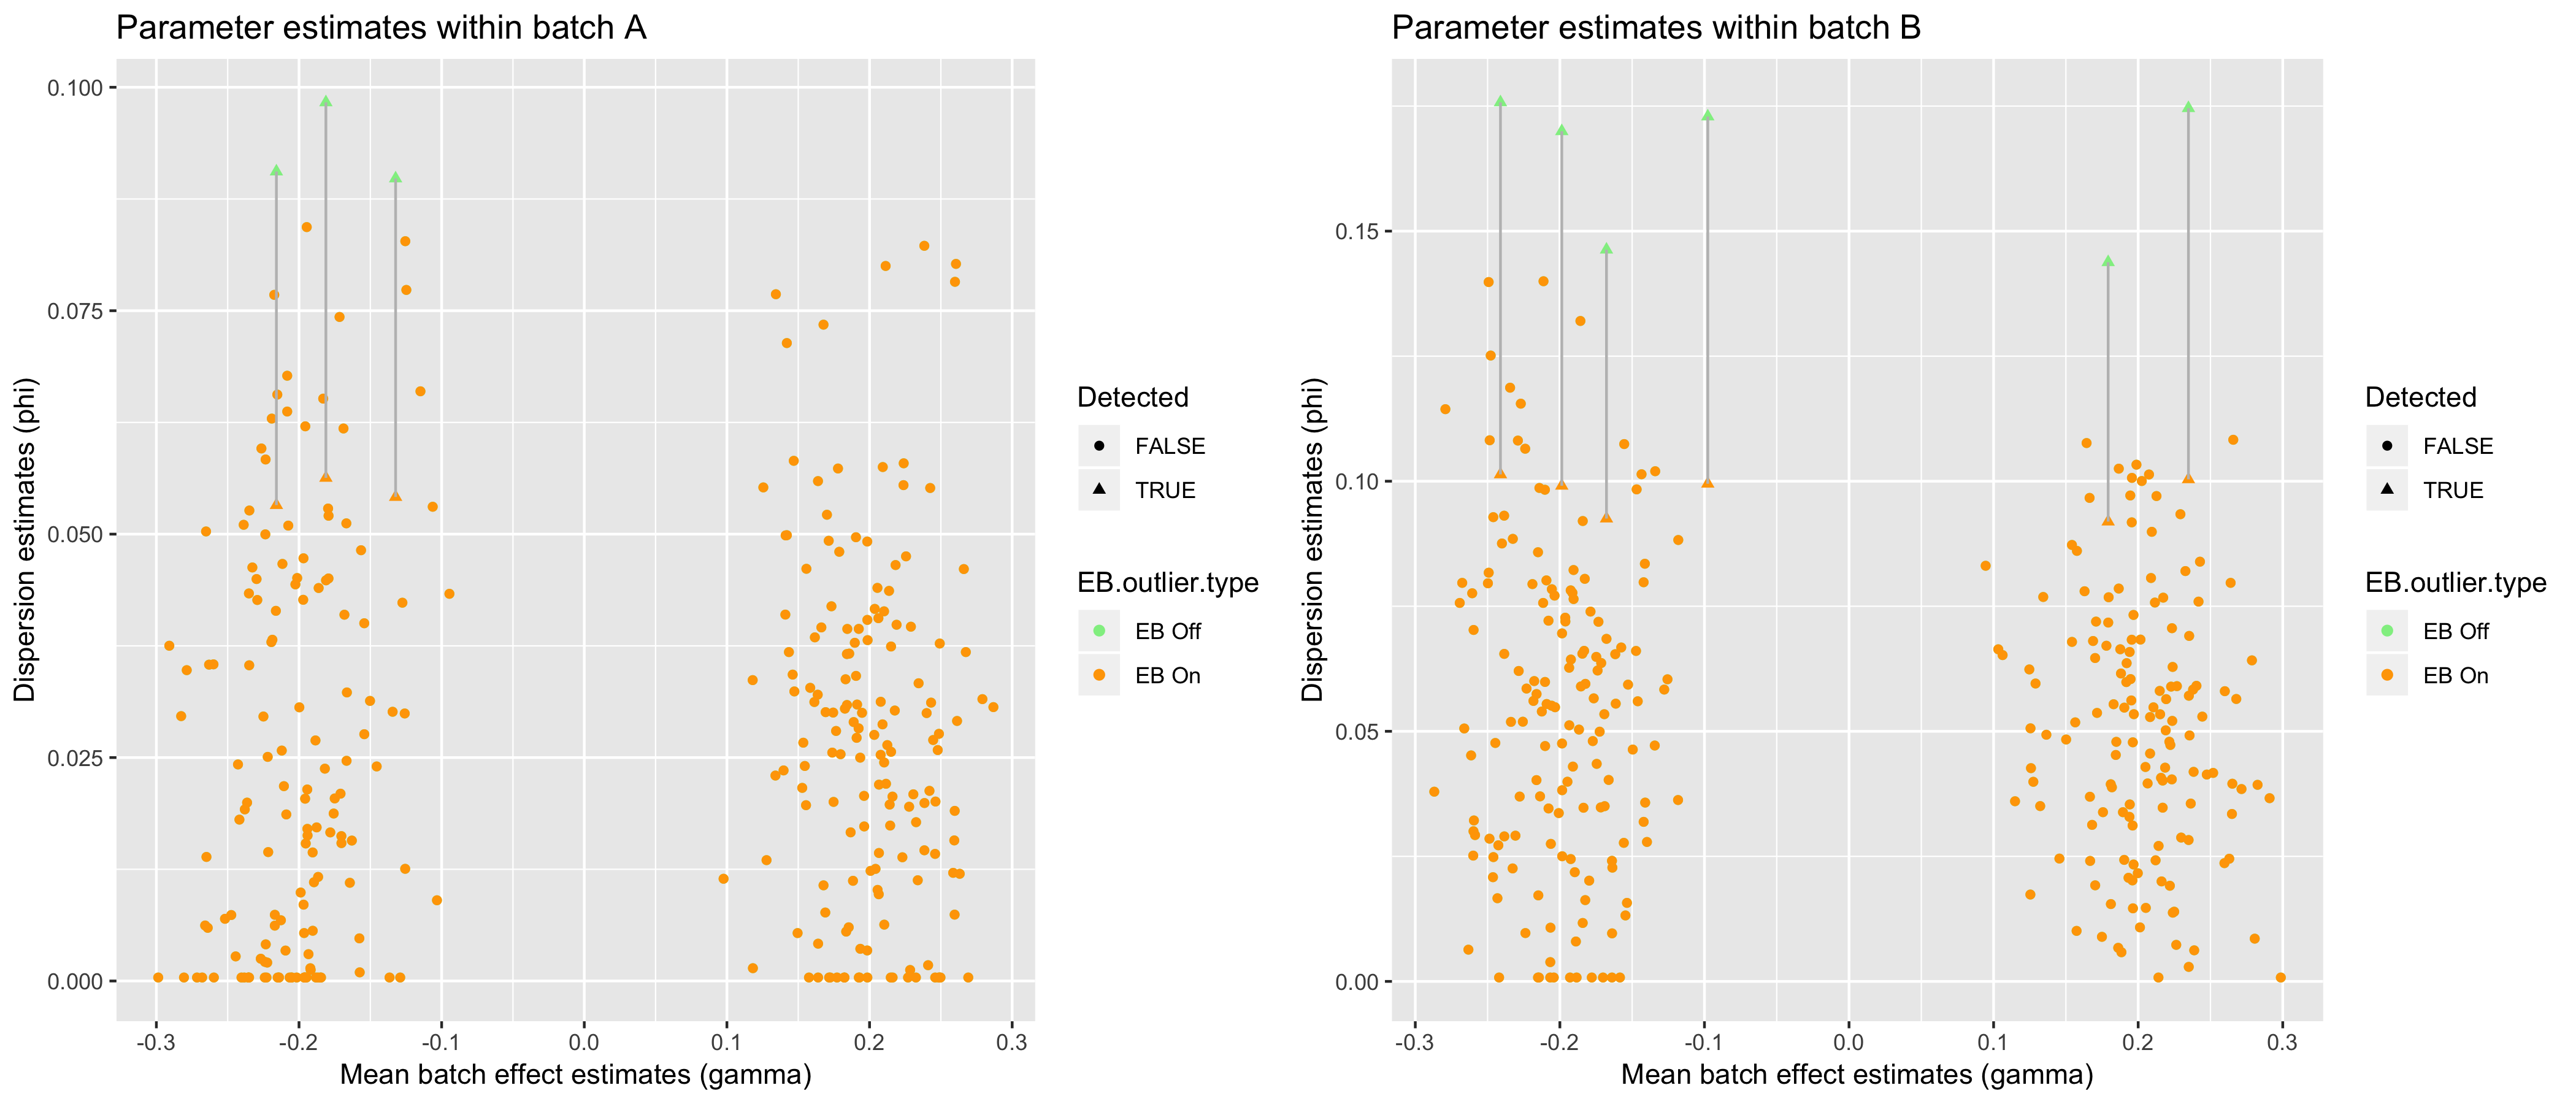 Parameter estimates within batch A
Dispersion estimates (phi)
0.100
0.075
0.050
0.025
0.000
-0.3 -0.2 -0.1 0.0 0.1 0.2 0.3
Mean batch effect estimates (gamma)
Detected
FALSE
TRUE
EB.outlier.type
EB Off
EB On
Parameter estimates within batch B
Dispersion estimates (phi)
0.15
0.10
0.05
0.00
-0.3 -0.2 -0.1 0.0 0.1 0.2 0.3
Mean batch effect estimates (gamma)
Detected
FALSE
TRUE
EB.outlier.type
EB Off
EB On